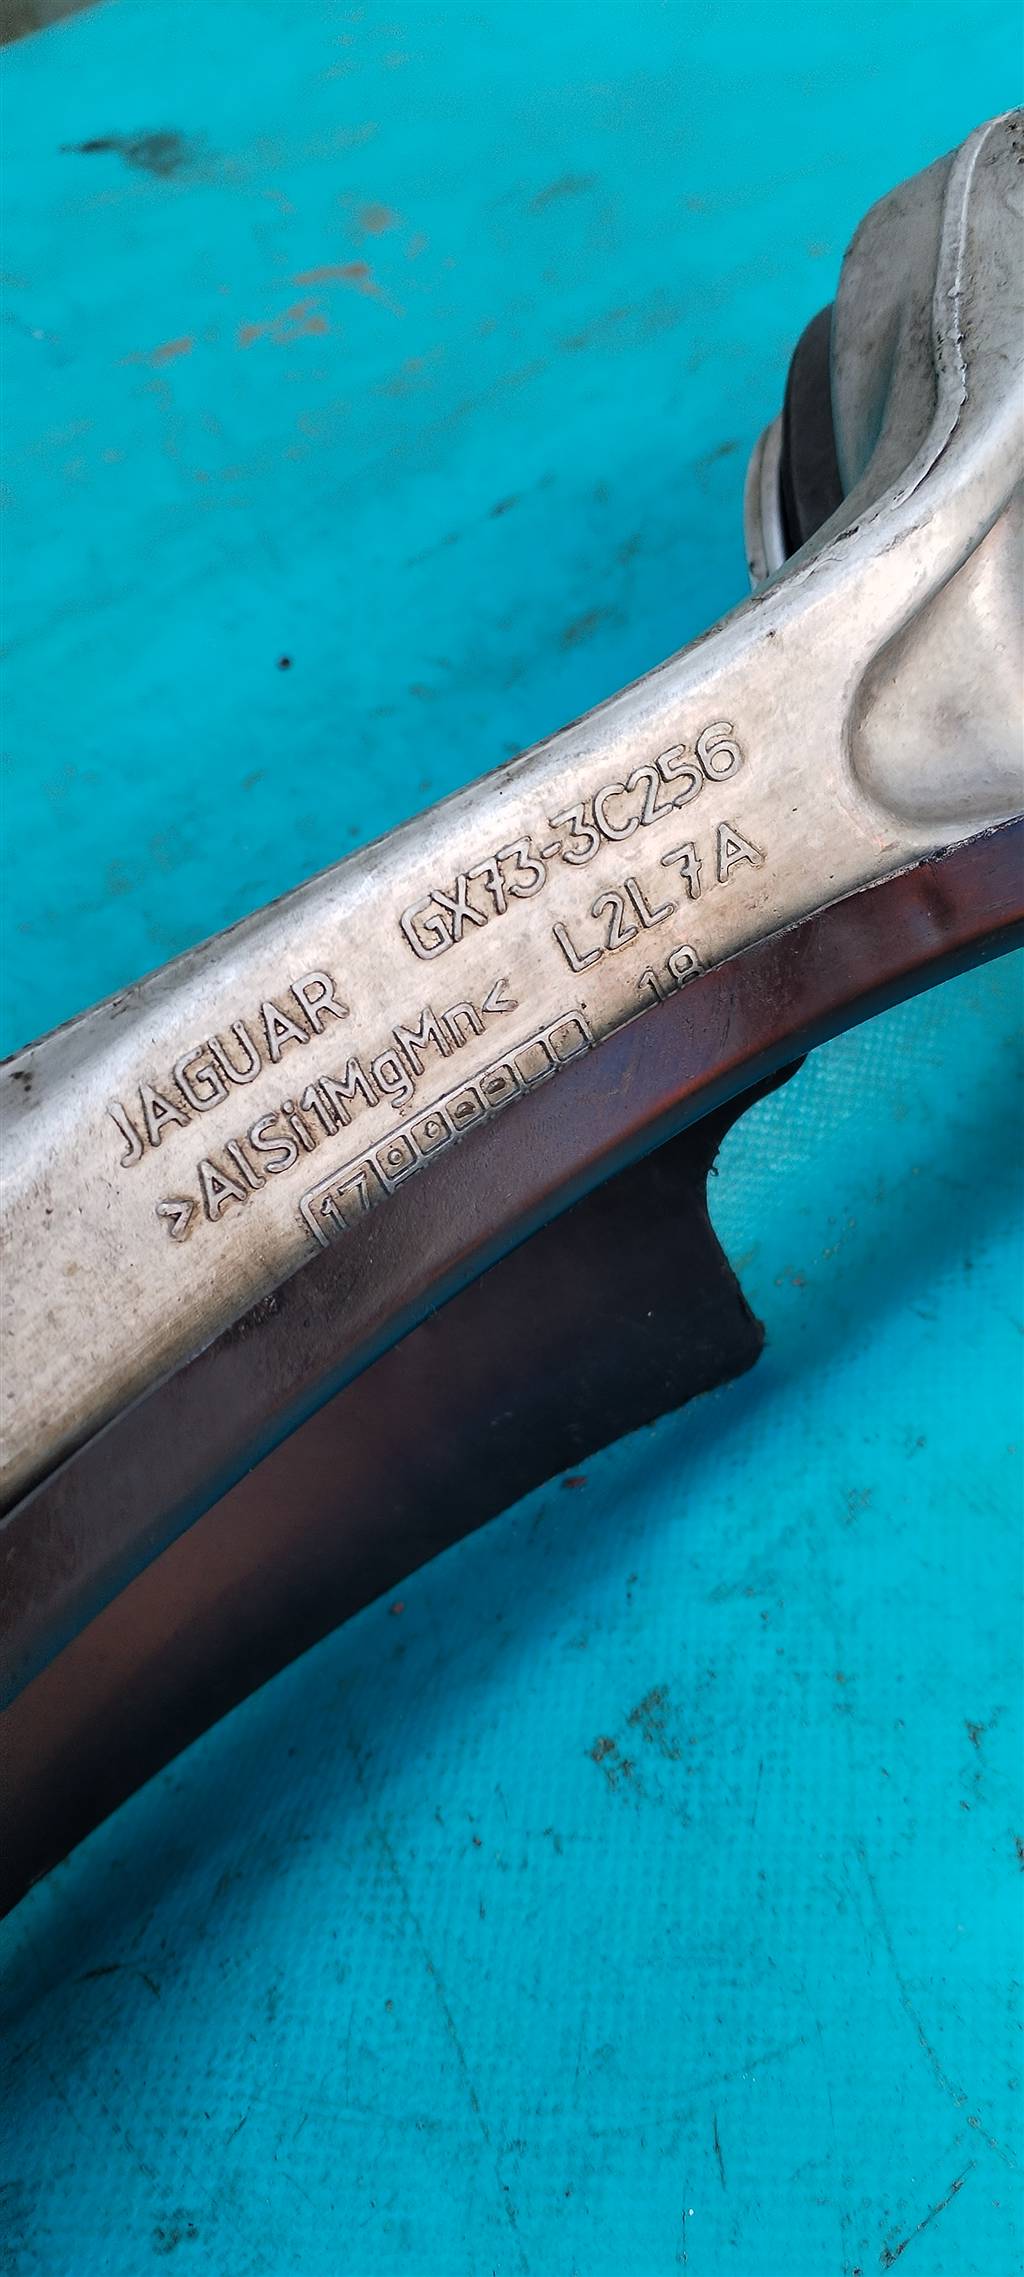 JAGUAR GX73-3C256
>AlSi1MgMn< L2L7A
17 18